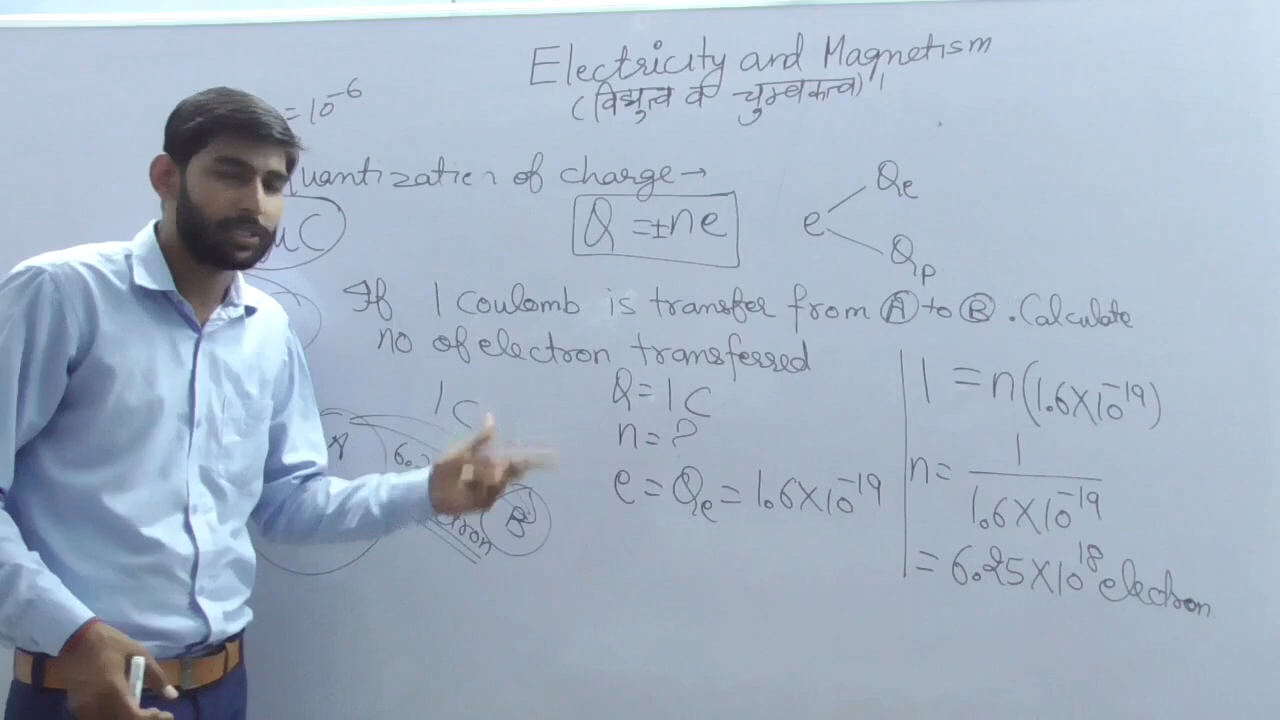 Electricity and Magnetism
(विद्युत्व व चुम्बकत्व)।
= 10⁻⁶
uantization of charge →
μC
Q = ±ne
e
Qe
Qp
If 1 Coulomb is transfer from Ⓐ to Ⓑ. Calculate
no of electron transferred
1C
A
B
Q = 1C
n = ?
e = Qe = 1.6×10⁻¹⁹
1 = n(1.6×10⁻¹⁹)
n = 1
1.6×10⁻¹⁹
= 6.25×10¹⁸ electron